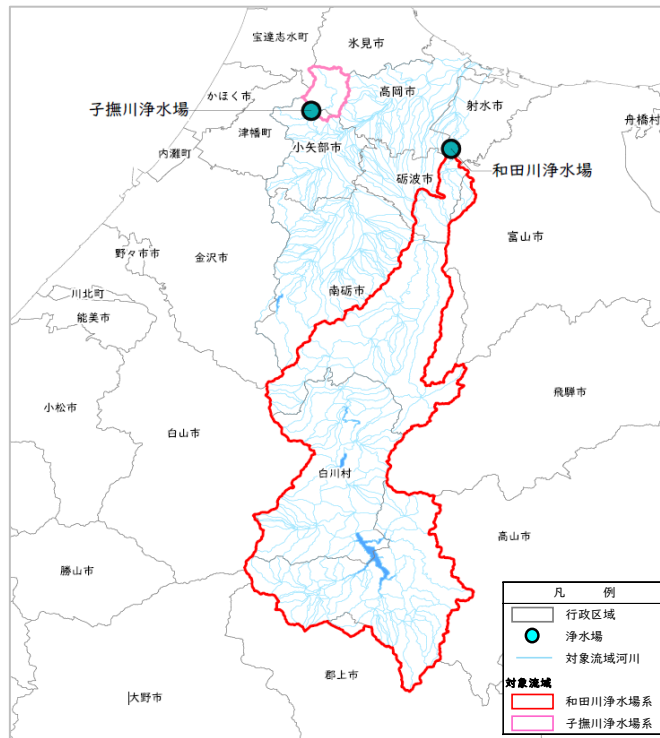 宝達志水町
氷見市
かほく市
高岡市
射水市
子撫川浄水場
舟橋村
津幡町
小矢部市
内灘町
和田川浄水場
砺波市
富山市
野々市市
金沢市
川北町
南砺市
能美市
飛騨市
小松市
白山市
白川村
高山市
勝山市
郡上市
大野市
凡 例
行政区域
浄水場
対象流域河川
対象流域
和田川浄水場系
子撫川浄水場系